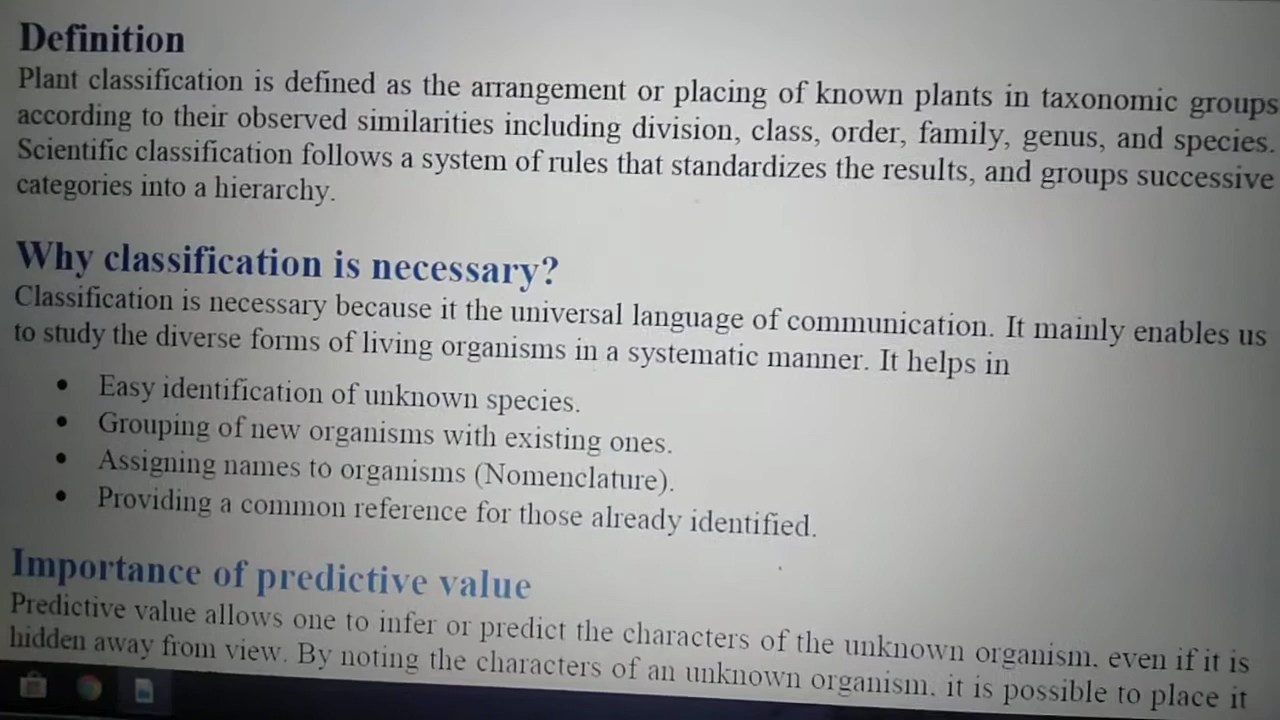 Definition
Plant classification is defined as the arrangement or placing of known plants in taxonomic groups
according to their observed similarities including division, class, order, family, genus, and species.
Scientific classification follows a system of rules that standardizes the results, and groups successive
categories into a hierarchy.
Why classification is necessary?
Classification is necessary because it the universal language of communication. It mainly enables us
to study the diverse forms of living organisms in a systematic manner. It helps in
• Easy identification of unknown species.
• Grouping of new organisms with existing ones.
• Assigning names to organisms (Nomenclature).
• Providing a common reference for those already identified.
Importance of predictive value
Predictive value allows one to infer or predict the characters of the unknown organism. even if it is
hidden away from view. By noting the characters of an unknown organism. it is possible to place it